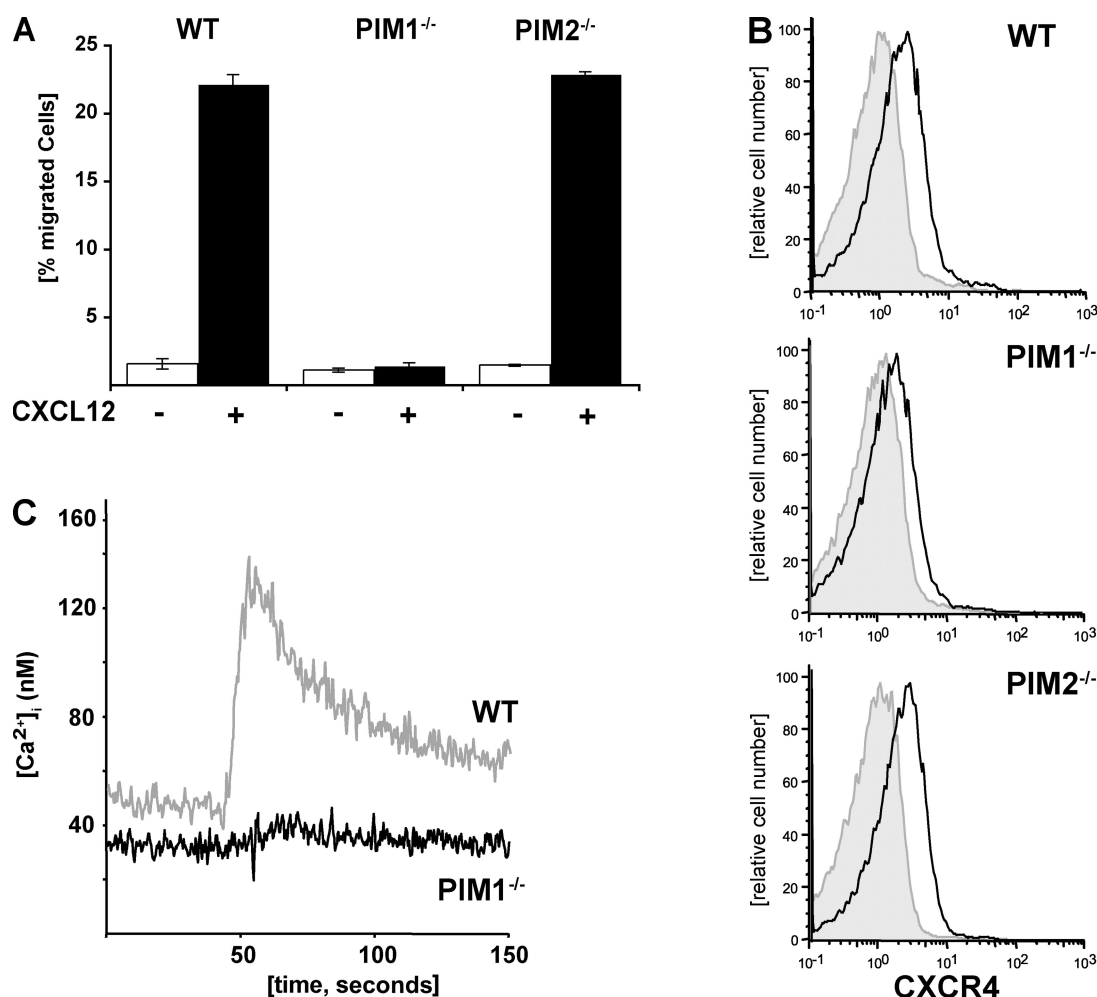 A
WT PIM1-/- PIM2-/-
[% migrated Cells]
25
20
15
10
5
CXCL12 - + - + - +
B
WT
[relative cell number]
100
80
60
40
20
0
10-1 100 101 102 103
PIM1-/-
[relative cell number]
100
80
60
40
20
0
10-1 100 101 102 103
PIM2-/-
[relative cell number]
100
80
60
40
20
0
10-1 100 101 102 103
CXCR4
C
[Ca2+]i (nM)
160
120
80
40
WT
PIM1-/-
50 100 150
[time, seconds]